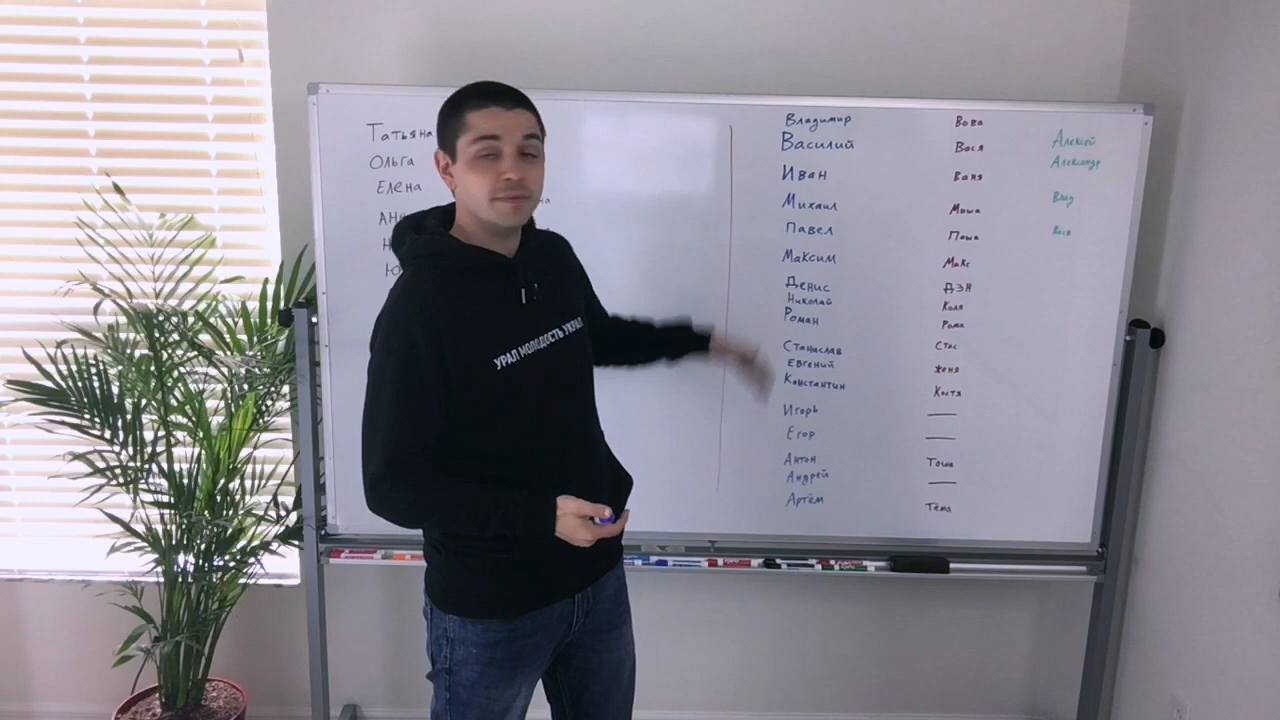 Татьяна
Ольга
Елена
Владимир Вова
Василий Вася
Иван Ваня
Михаил Миша
Павел Паша
Максим Макс
Денис Дэн
Николай Коля
Роман Рома
Станислав Стас
Евгений Женя
Константин Костя
Игорь —
Егор —
Антон Тоша
Андрей —
Артём Тёма
Алексей
Александр
Влад
Вася
УРАЛ МОЛОДОСТЬ УКРАЛ